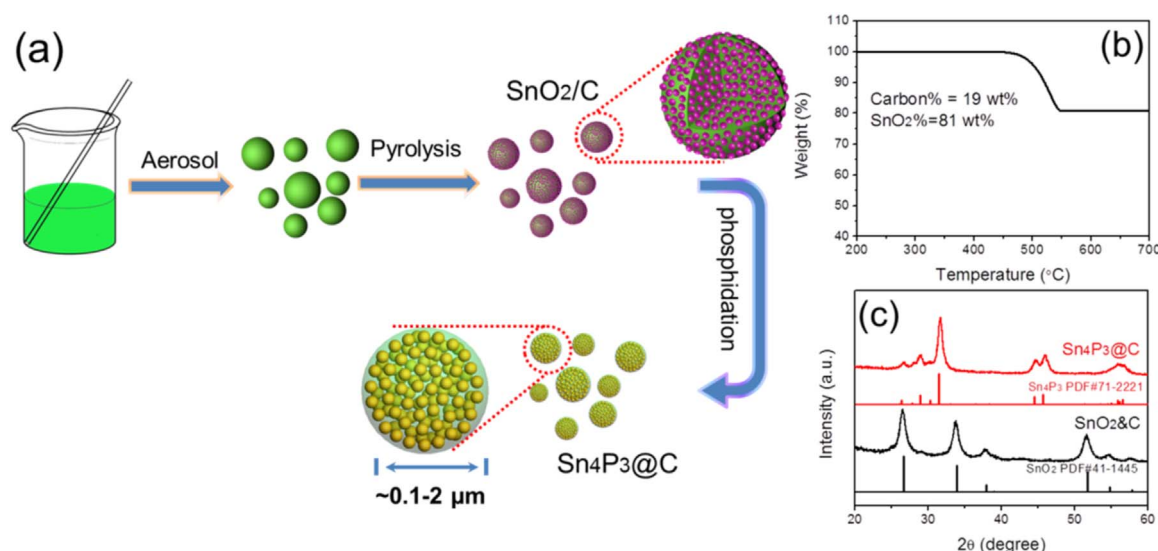 (a)
Aerosol
Pyrolysis
SnO₂/C
phosphidation
Sn₄P₃@C
~0.1-2 μm
(b)
Carbon% = 19 wt%
SnO₂%=81 wt%
Weight (%)
110
100
90
80
70
60
50
40
200 300 400 500 600 700
Temperature (°C)
(c)
Sn₄P₃@C
Sn₄P₃ PDF#71-2221
SnO₂&C
SnO₂ PDF#41-1445
Intensity (a.u.)
20 30 40 50 60
2θ (degree)